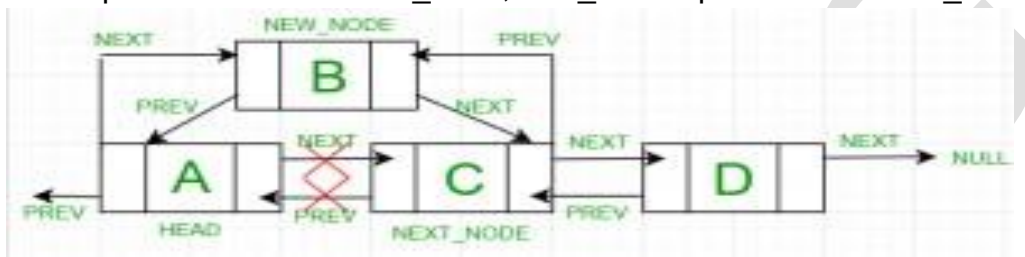 NEW_NODE
NEXT PREV
B
PREV NEXT
NEXT NEXT NEXT
A C D NULL
PREV PREV PREV
HEAD NEXT_NODE